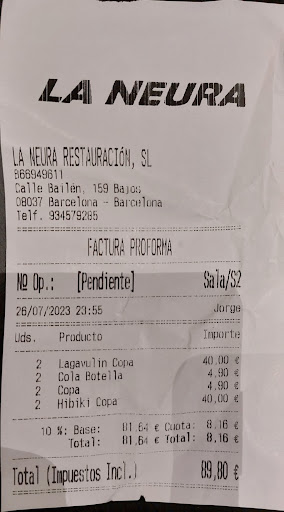 LA NEURA
LA NEURA RESTAURACIÓN, SL
B66949611
Calle Bailén, 159 Bajos
08037 Barcelona - Barcelona
Telf. 934579285
FACTURA PROFORMA
Nº Op.: [Pendiente] Sala/S2
26/07/2023 23:55 Jorge
Uds. Producto Importe
2 Lagavulin Copa 40,00 €
2 Cola Botella 4,90 €
2 Copa 4,90 €
2 Hibiki Copa 40,00 €
10 %: Base: 81,64 € Cuota: 8,16 €
Total: 81,64 € Total: 8,16 €
Total (Impuestos Incl.) 89,80 €